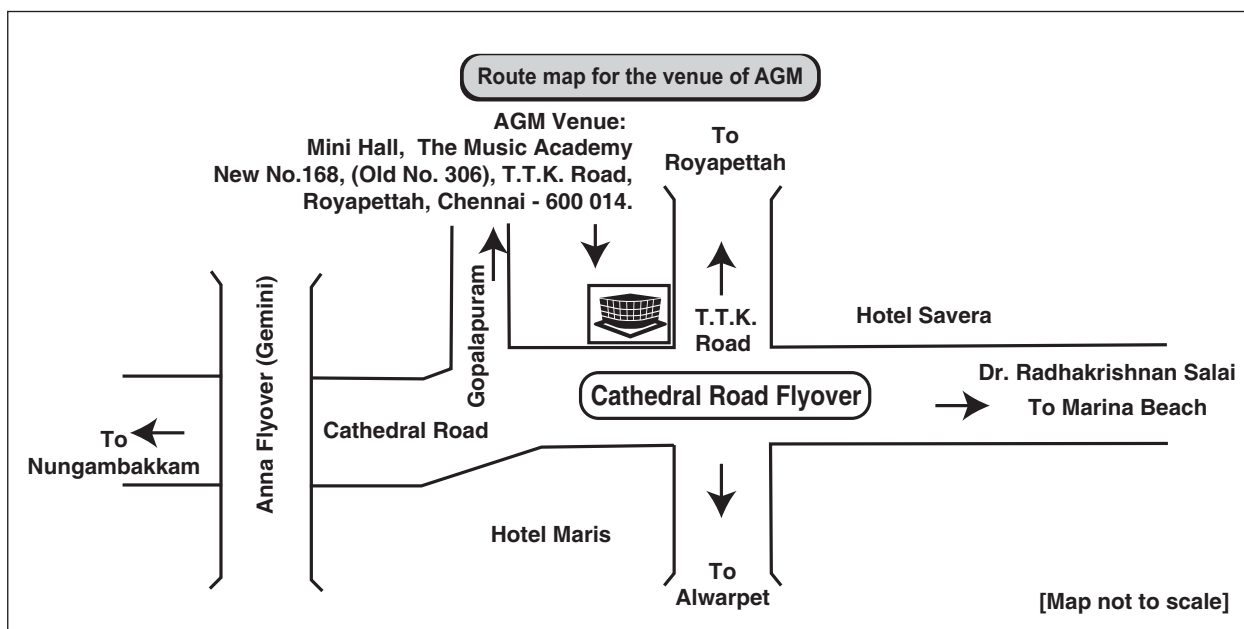 Route map for the venue of AGM
AGM Venue:
Mini Hall, The Music Academy
New No.168, (Old No. 306), T.T.K. Road,
Royapettah, Chennai - 600 014.
To
Royapettah
Anna Flyover (Gemini)
Gopalapuram
T.T.K.
Road
Hotel Savera
Cathedral Road Flyover
Dr. Radhakrishnan Salai
To Marina Beach
Cathedral Road
To
Nungambakkam
Hotel Maris
To
Alwarpet
[Map not to scale]